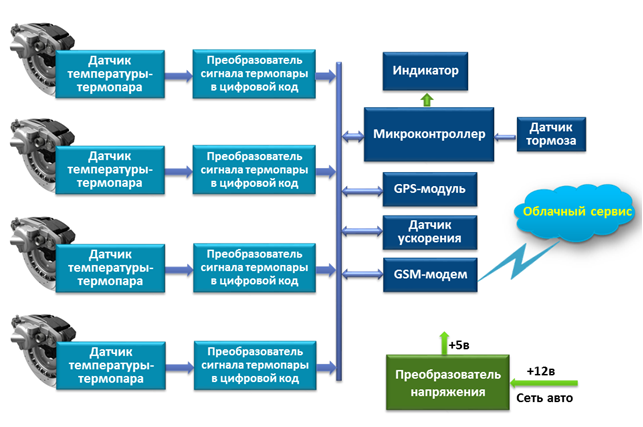 Датчик
температуры-
термопара
Преобразователь
сигнала термопары
в цифровой код
Датчик
температуры-
термопара
Преобразователь
сигнала термопары
в цифровой код
Датчик
температуры-
термопара
Преобразователь
сигнала термопары
в цифровой код
Датчик
температуры-
термопара
Преобразователь
сигнала термопары
в цифровой код
Индикатор
Микроконтроллер
Датчик
тормоза
GPS-модуль
Датчик
ускорения
GSM-модем
Облачный сервис
+5в
Преобразователь
напряжения
+12в
Сеть авто